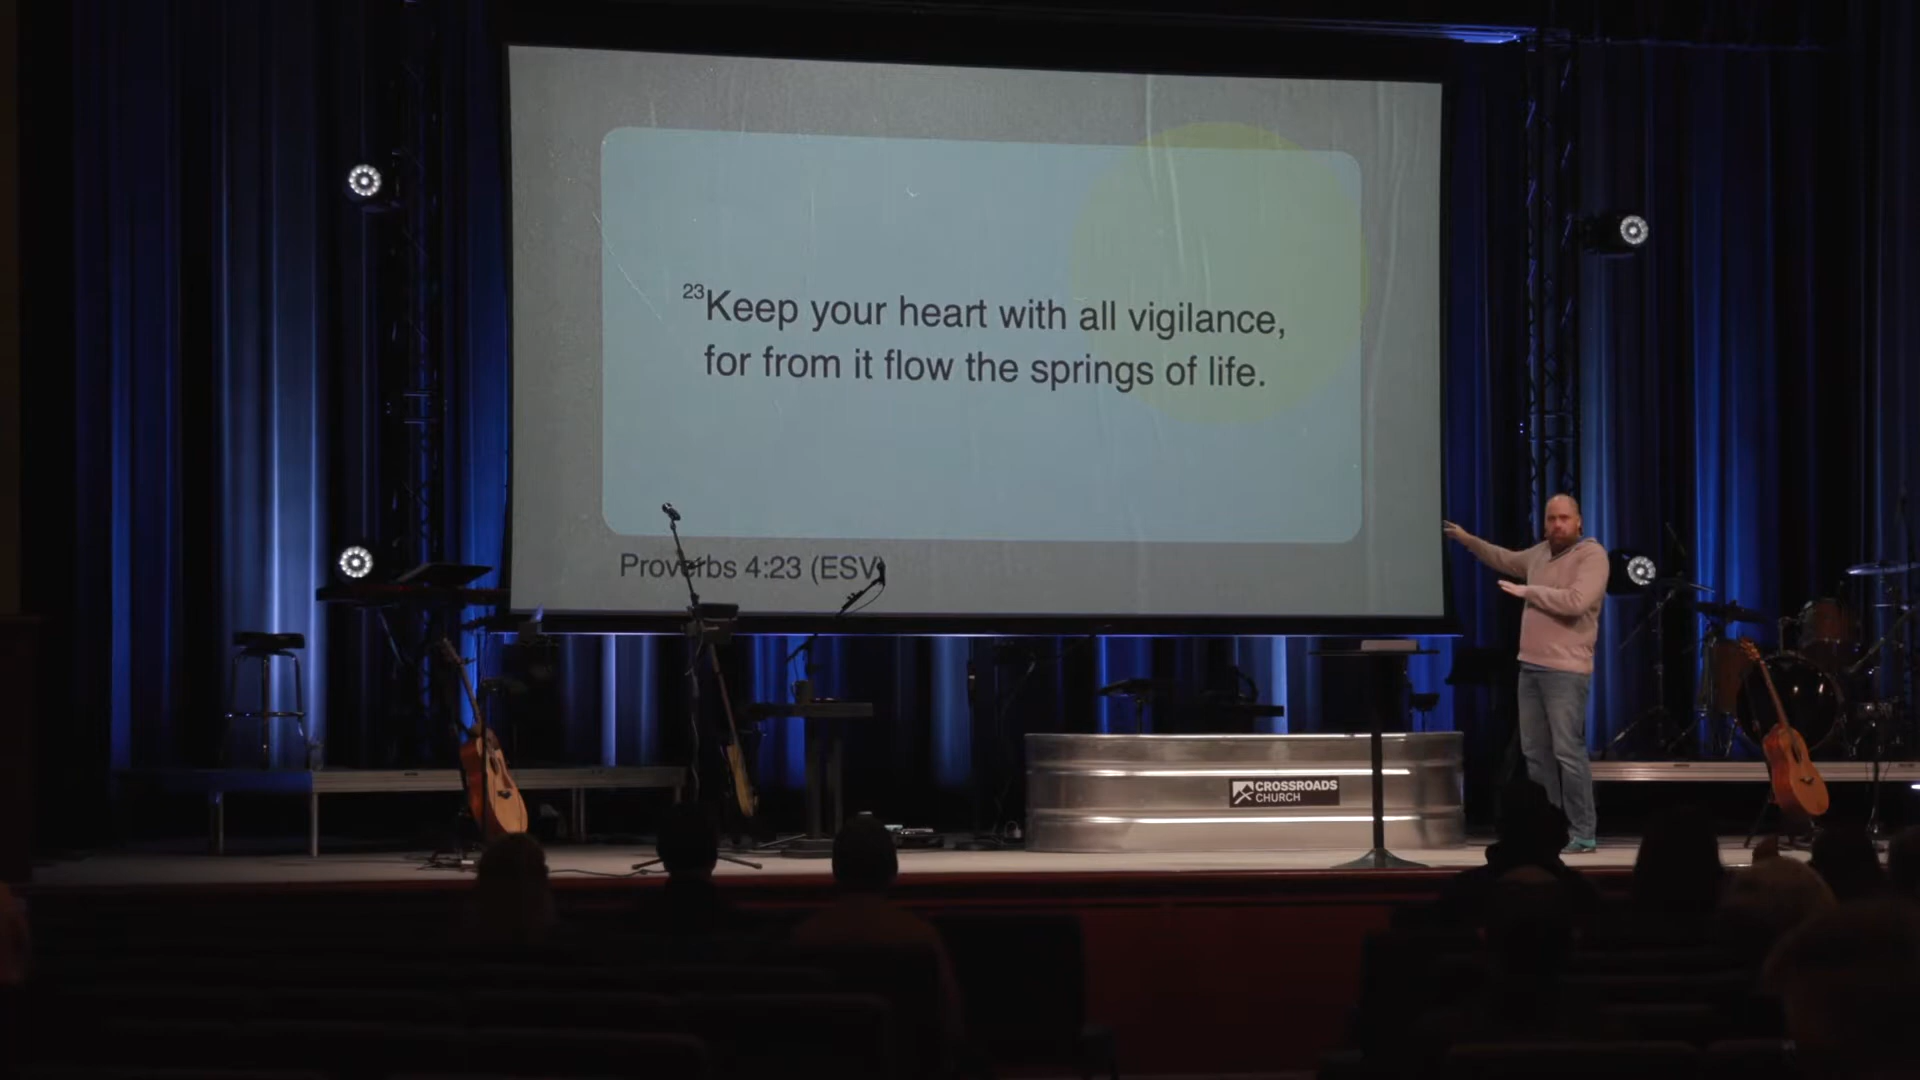 23Keep your heart with all vigilance,
for from it flow the springs of life.
Proverbs 4:23 (ESV)
CROSSROADS
CHURCH